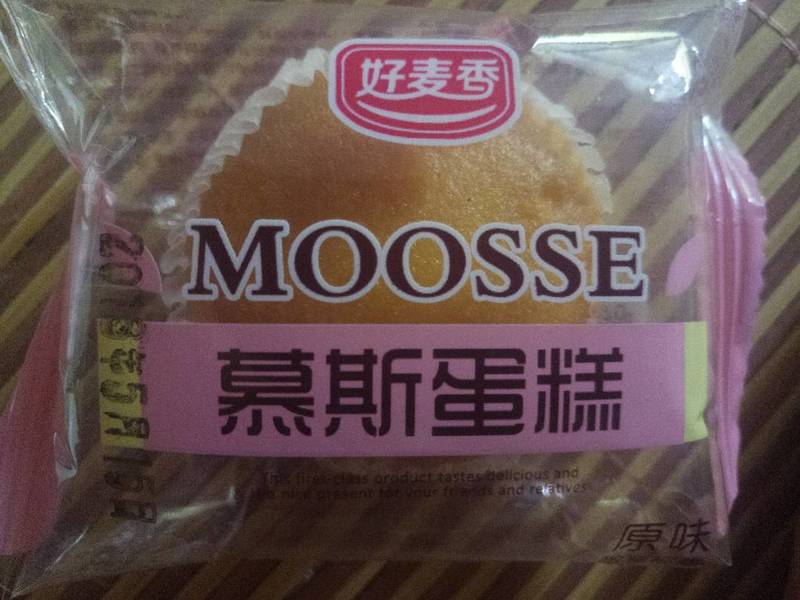 好麦香
MOOSSE
慕斯蛋糕
This first-class product tastes delicious and
nice present for your friends and relatives
原味